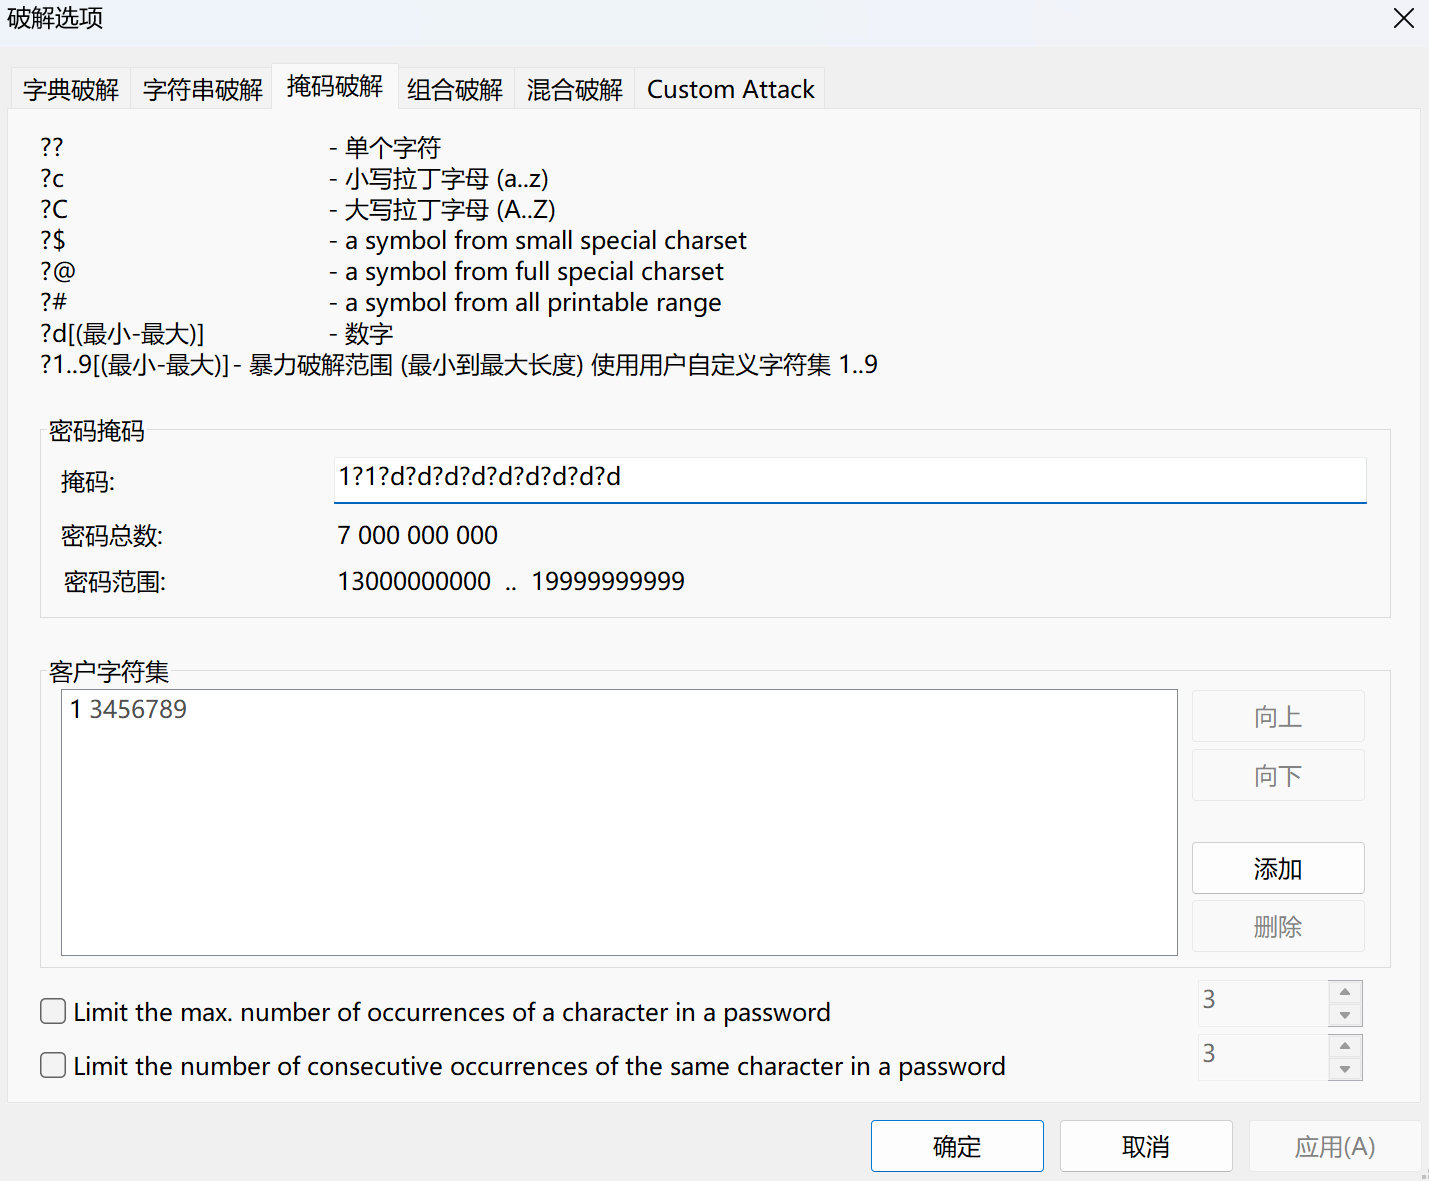 破解选项
字典破解 字符串破解 掩码破解 组合破解 混合破解 Custom Attack
?? - 单个字符
?c - 小写拉丁字母 (a..z)
?C - 大写拉丁字母 (A..Z)
?$ - a symbol from small special charset
?@ - a symbol from full special charset
?# - a symbol from all printable range
?d[(最小-最大)] - 数字
?1..9[(最小-最大)] - 暴力破解范围 (最小到最大长度) 使用用户自定义字符集 1..9
密码掩码
掩码: 1?1?d?d?d?d?d?d?d?d?d
密码总数: 7 000 000 000
密码范围: 13000000000 .. 19999999999
客户字符集
1 3456789
向上
向下
添加
删除
Limit the max. number of occurrences of a character in a password 3
Limit the number of consecutive occurrences of the same character in a password 3
确定 取消 应用(A)